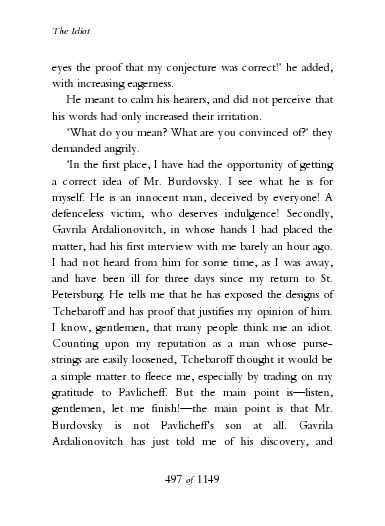 The Idiot
eyes the proof that my conjecture was correct!' he added,
with increasing eagerness.
He meant to calm his hearers, and did not perceive that
his words had only increased their irritation.
'What do you mean? What are you convinced of?' they
demanded angrily.
'In the first place, I have had the opportunity of getting
a correct idea of Mr. Burdovsky. I see what he is for
myself. He is an innocent man, deceived by everyone! A
defenceless victim, who deserves indulgence! Secondly,
Gavrila Ardalionovitch, in whose hands I had placed the
matter, had his first interview with me barely an hour ago.
I had not heard from him for some time, as I was away,
and have been ill for three days since my return to St.
Petersburg. He tells me that he has exposed the designs of
Tchebaroff and has proof that justifies my opinion of him.
I know, gentlemen, that many people think me an idiot.
Counting upon my reputation as a man whose purse-
strings are easily loosened, Tchebaroff thought it would be
a simple matter to fleece me, especially by trading on my
gratitude to Pavlicheff. But the main point is—listen,
gentlemen, let me finish!—the main point is that Mr.
Burdovsky is not Pavlicheff's son at all. Gavrila
Ardalionovitch has just told me of his discovery, and
497 of 1149